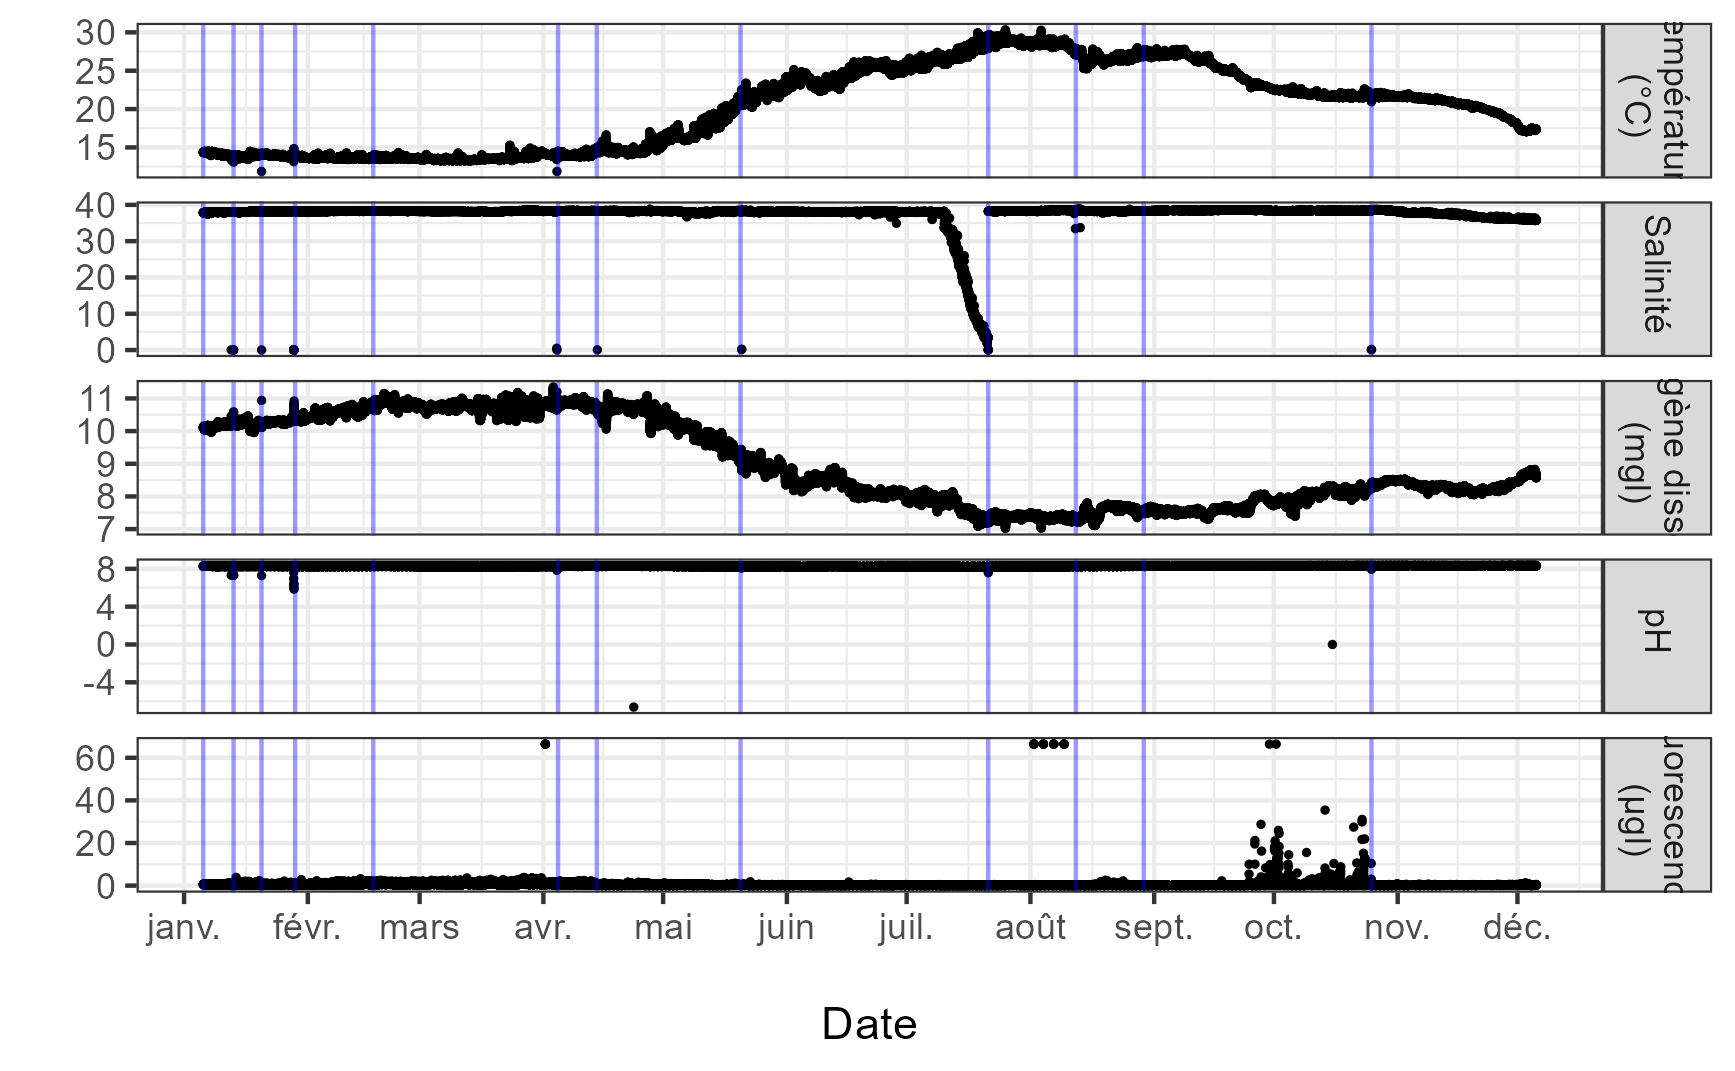 30
25
20
15
empératur
(°C)
40
30
20
10
0
Salinité
11
10
9
8
7
gène diss
(mgl)
8
4
0
-4
pH
60
40
20
0
uorescenc
(µgl)
janv. févr. mars avr. mai juin juil. août sept. oct. nov. déc.
Date